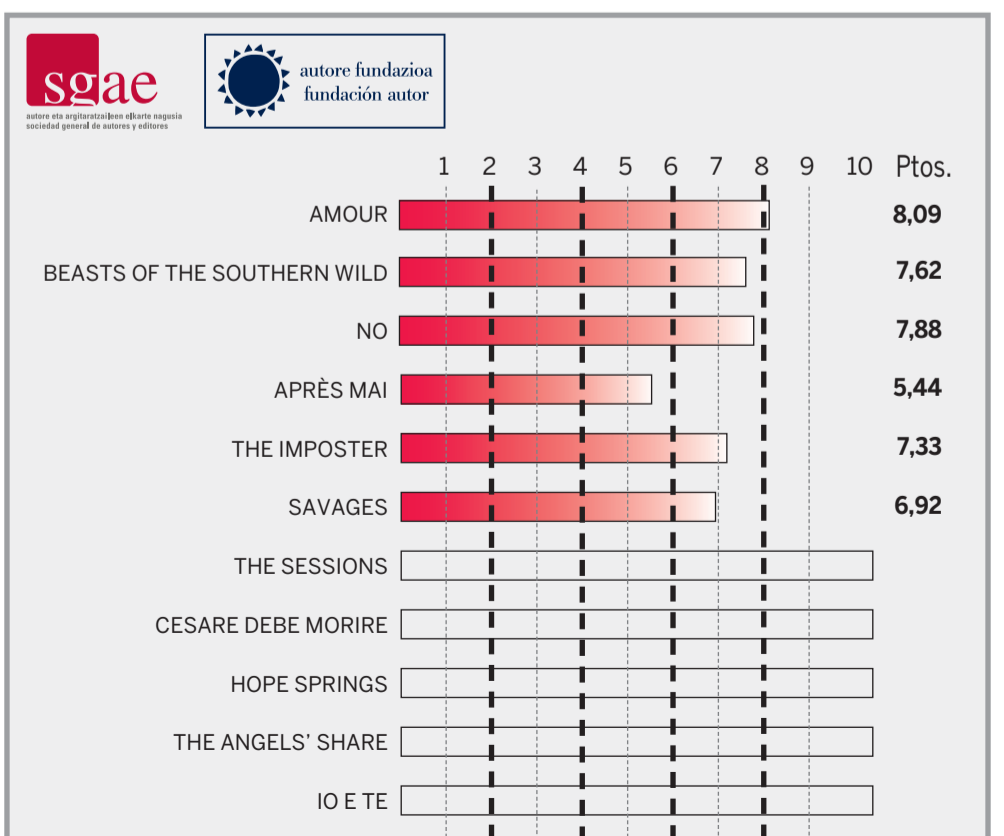 sgae
autore eta argitaratzaileen elkarte nagusia
sociedad general de autores y editores
autore fundazioa
fundación autor
1 2 3 4 5 6 7 8 9 10 Ptos.
AMOUR 8,09
BEASTS OF THE SOUTHERN WILD 7,62
NO 7,88
APRÈS MAI 5,44
THE IMPOSTER 7,33
SAVAGES 6,92
THE SESSIONS
CESARE DEBE MORIRE
HOPE SPRINGS
THE ANGELS’ SHARE
IO E TE